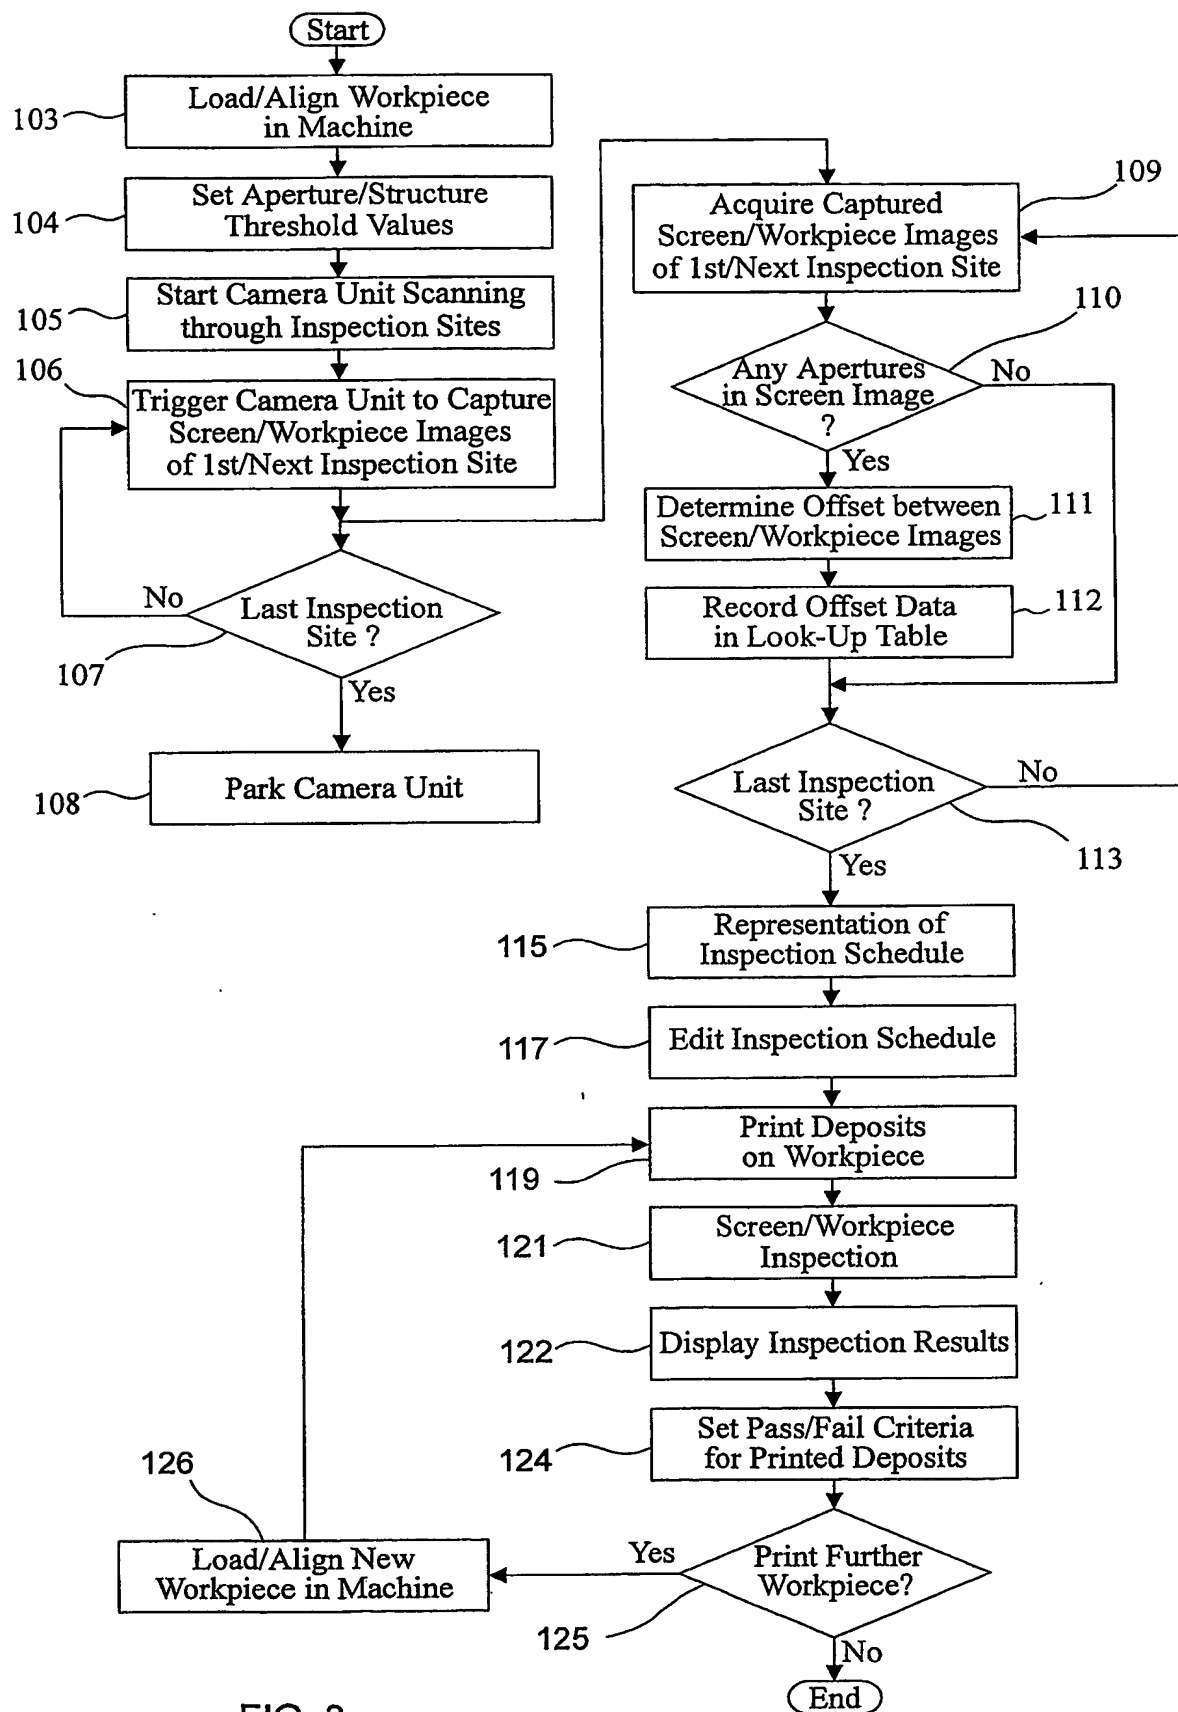 Start
103
Load/Align Workpiece
in Machine
104
Set Aperture/Structure
Threshold Values
105
Start Camera Unit Scanning
through Inspection Sites
106
Trigger Camera Unit to Capture
Screen/Workpiece Images
of 1st/Next Inspection Site
No
Last Inspection
Site ?
107
Yes
108
Park Camera Unit
109
Acquire Captured
Screen/Workpiece Images
of 1st/Next Inspection Site
110
Any Apertures
in Screen Image
?
No
Yes
Determine Offset between
Screen/Workpiece Images
111
Record Offset Data
in Look-Up Table
112
Last Inspection
Site ?
No
113
Yes
115
Representation of
Inspection Schedule
117
Edit Inspection Schedule
119
Print Deposits
on Workpiece
121
Screen/Workpiece
Inspection
122
Display Inspection Results
124
Set Pass/Fail Criteria
for Printed Deposits
126
Load/Align New
Workpiece in Machine
Yes
Print Further
Workpiece?
125
No
End